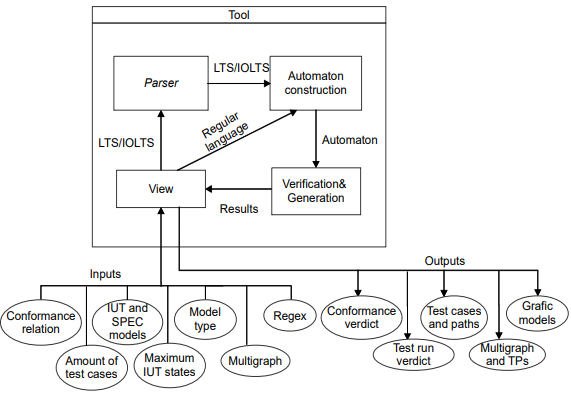 Tool
Parser
LTS/IOLTS
Automaton
construction
Regular
language
LTS/IOLTS
Automaton
View
Results
Verification&
Generation
Inputs
Outputs
Conformance
relation
IUT and
SPEC
models
Model
type
Regex
Amount of
test cases
Maximum
IUT states
Multigraph
Conformance
verdict
Test cases
and paths
Grafic
models
Test run
verdict
Multigraph
and TPs